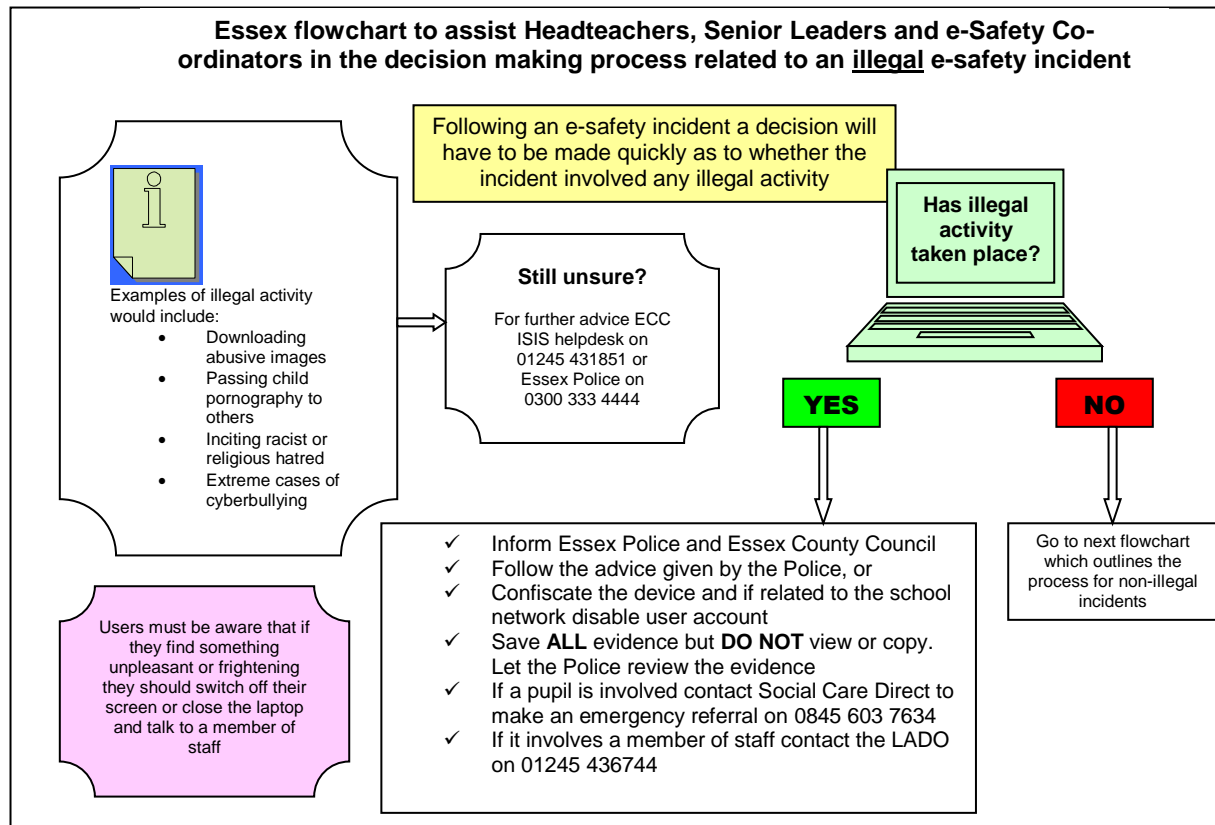 Essex flowchart to assist Headteachers, Senior Leaders and e-Safety Co-
ordinators in the decision making process related to an illegal e-safety incident
Following an e-safety incident a decision will
have to be made quickly as to whether the
incident involved any illegal activity
i
Examples of illegal activity
would include:
• Downloading
abusive images
• Passing child
pornography to
others
• Inciting racist or
religious hatred
• Extreme cases of
cyberbullying
Still unsure?
For further advice ECC
ISIS helpdesk on
01245 431851 or
Essex Police on
0300 333 4444
Has illegal
activity
taken place?
YES
NO
✓ Inform Essex Police and Essex County Council
✓ Follow the advice given by the Police, or
✓ Confiscate the device and if related to the school
network disable user account
✓ Save ALL evidence but DO NOT view or copy.
Let the Police review the evidence
✓ If a pupil is involved contact Social Care Direct to
make an emergency referral on 0845 603 7634
✓ If it involves a member of staff contact the LADO
on 01245 436744
Go to next flowchart
which outlines the
process for non-illegal
incidents
Users must be aware that if
they find something
unpleasant or frightening
they should switch off their
screen or close the laptop
and talk to a member of
staff